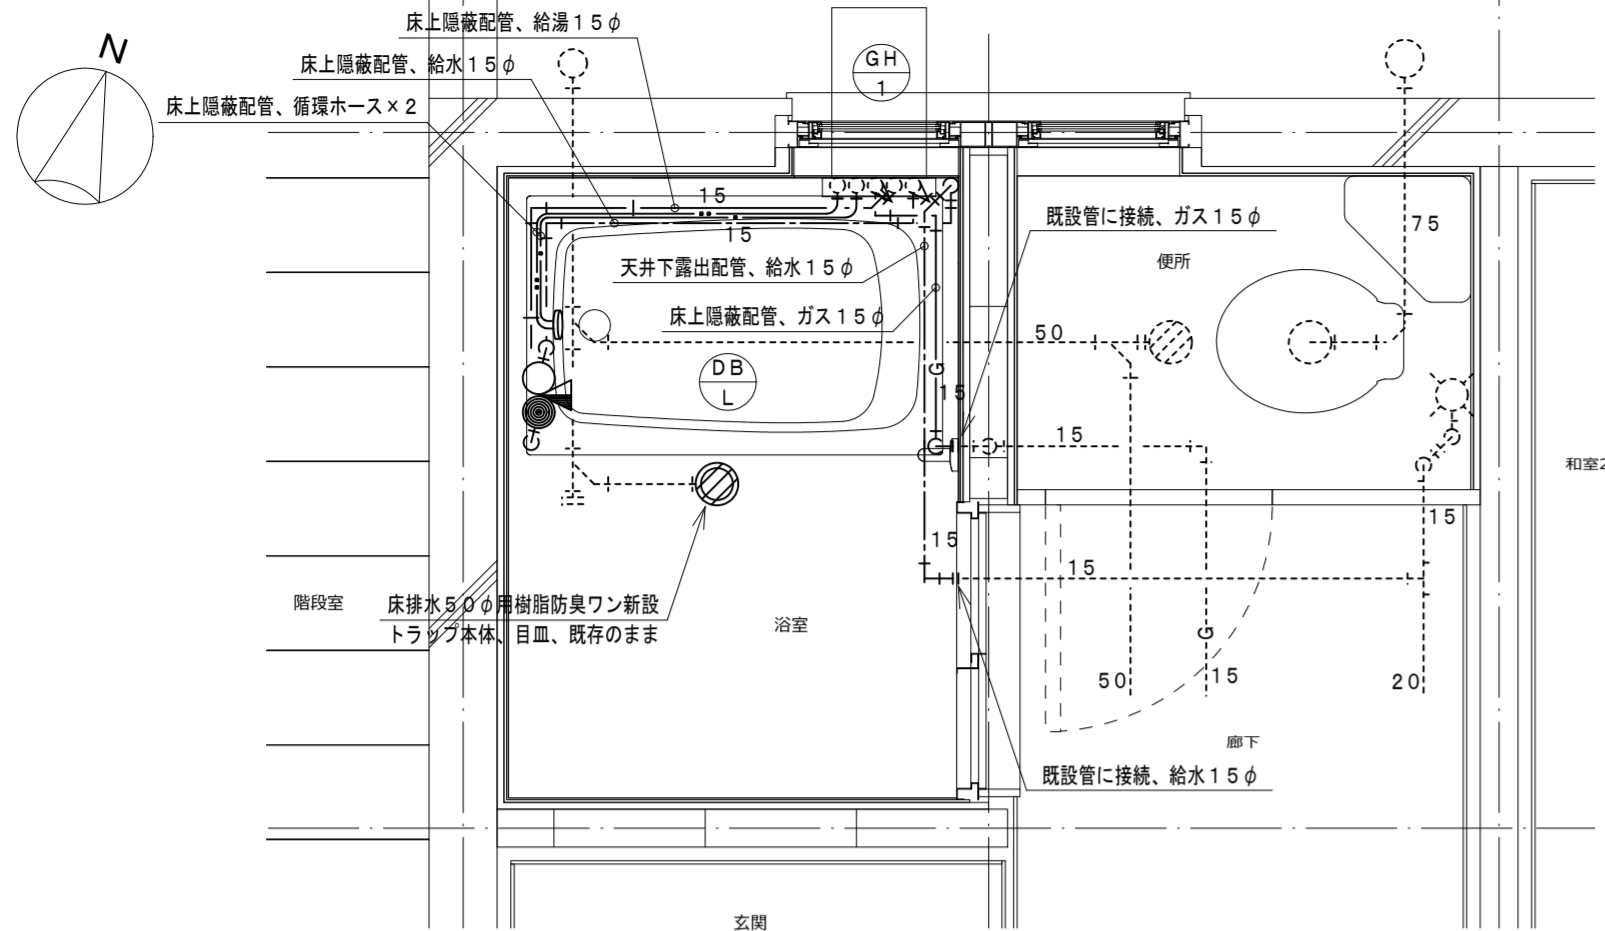 床上隠蔽配管、給湯15φ
N
床上隠蔽配管、給水15φ
GH
1
床上隠蔽配管、循環ホース×2
15
15
既設管に接続、ガス15φ
75
便所
天井下露出配管、給水15φ
床上隠蔽配管、ガス15φ
50
DB
L
G
15
15
和室2
15
15
15
階段室
床排水50φ用樹脂防臭ワン新設
トラップ本体、目皿、既存のまま
浴室
G
50
15
20
廊下
既設管に接続、給水15φ
玄関